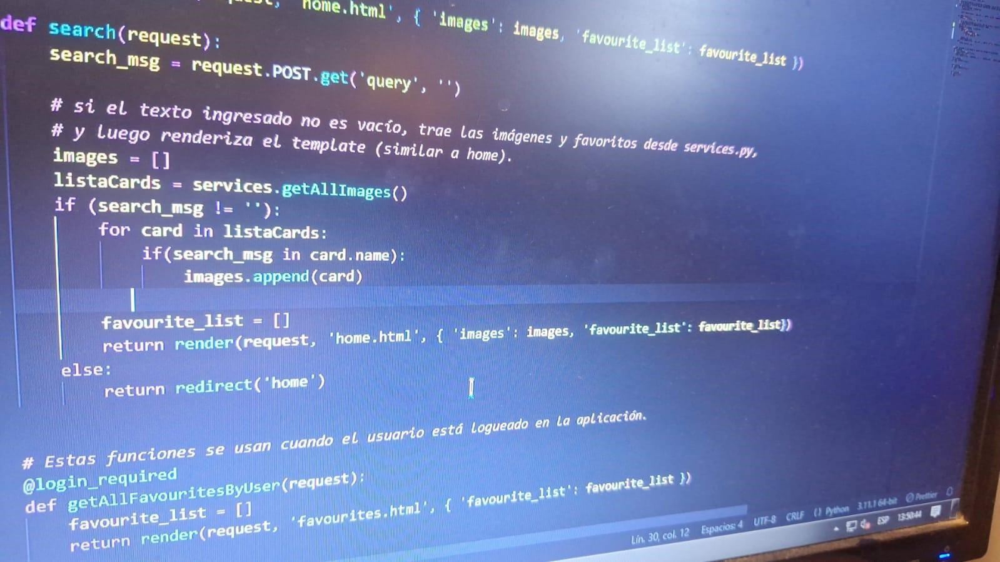 home.html', { 'images': images, 'favourite_list': favourite_list })
def search(request):
    search_msg = request.POST.get('query', '')

    # si el texto ingresado no es vacío, trae las imágenes y favoritos desde services.py,
    # y luego renderiza el template (similar a home).
    images = []
    listaCards = services.getAllImages()
    if (search_msg != ''):
        for card in listaCards:
            if(search_msg in card.name):
                images.append(card)

        favourite_list = []
        return render(request, 'home.html', { 'images': images, 'favourite_list': favourite_list})
    else:
        return redirect('home')

# Estas funciones se usan cuando el usuario está logueado en la aplicación.
@login_required
def getAllFavouritesByUser(request):
    favourite_list = []
    return render(request, 'favourites.html', { 'favourite_list': favourite_list })
Lín. 30, col. 12 Espacios: 4 UTF-8 CRLF () Python 3.11.1 64-bit Prettier
ESP 13:50:44